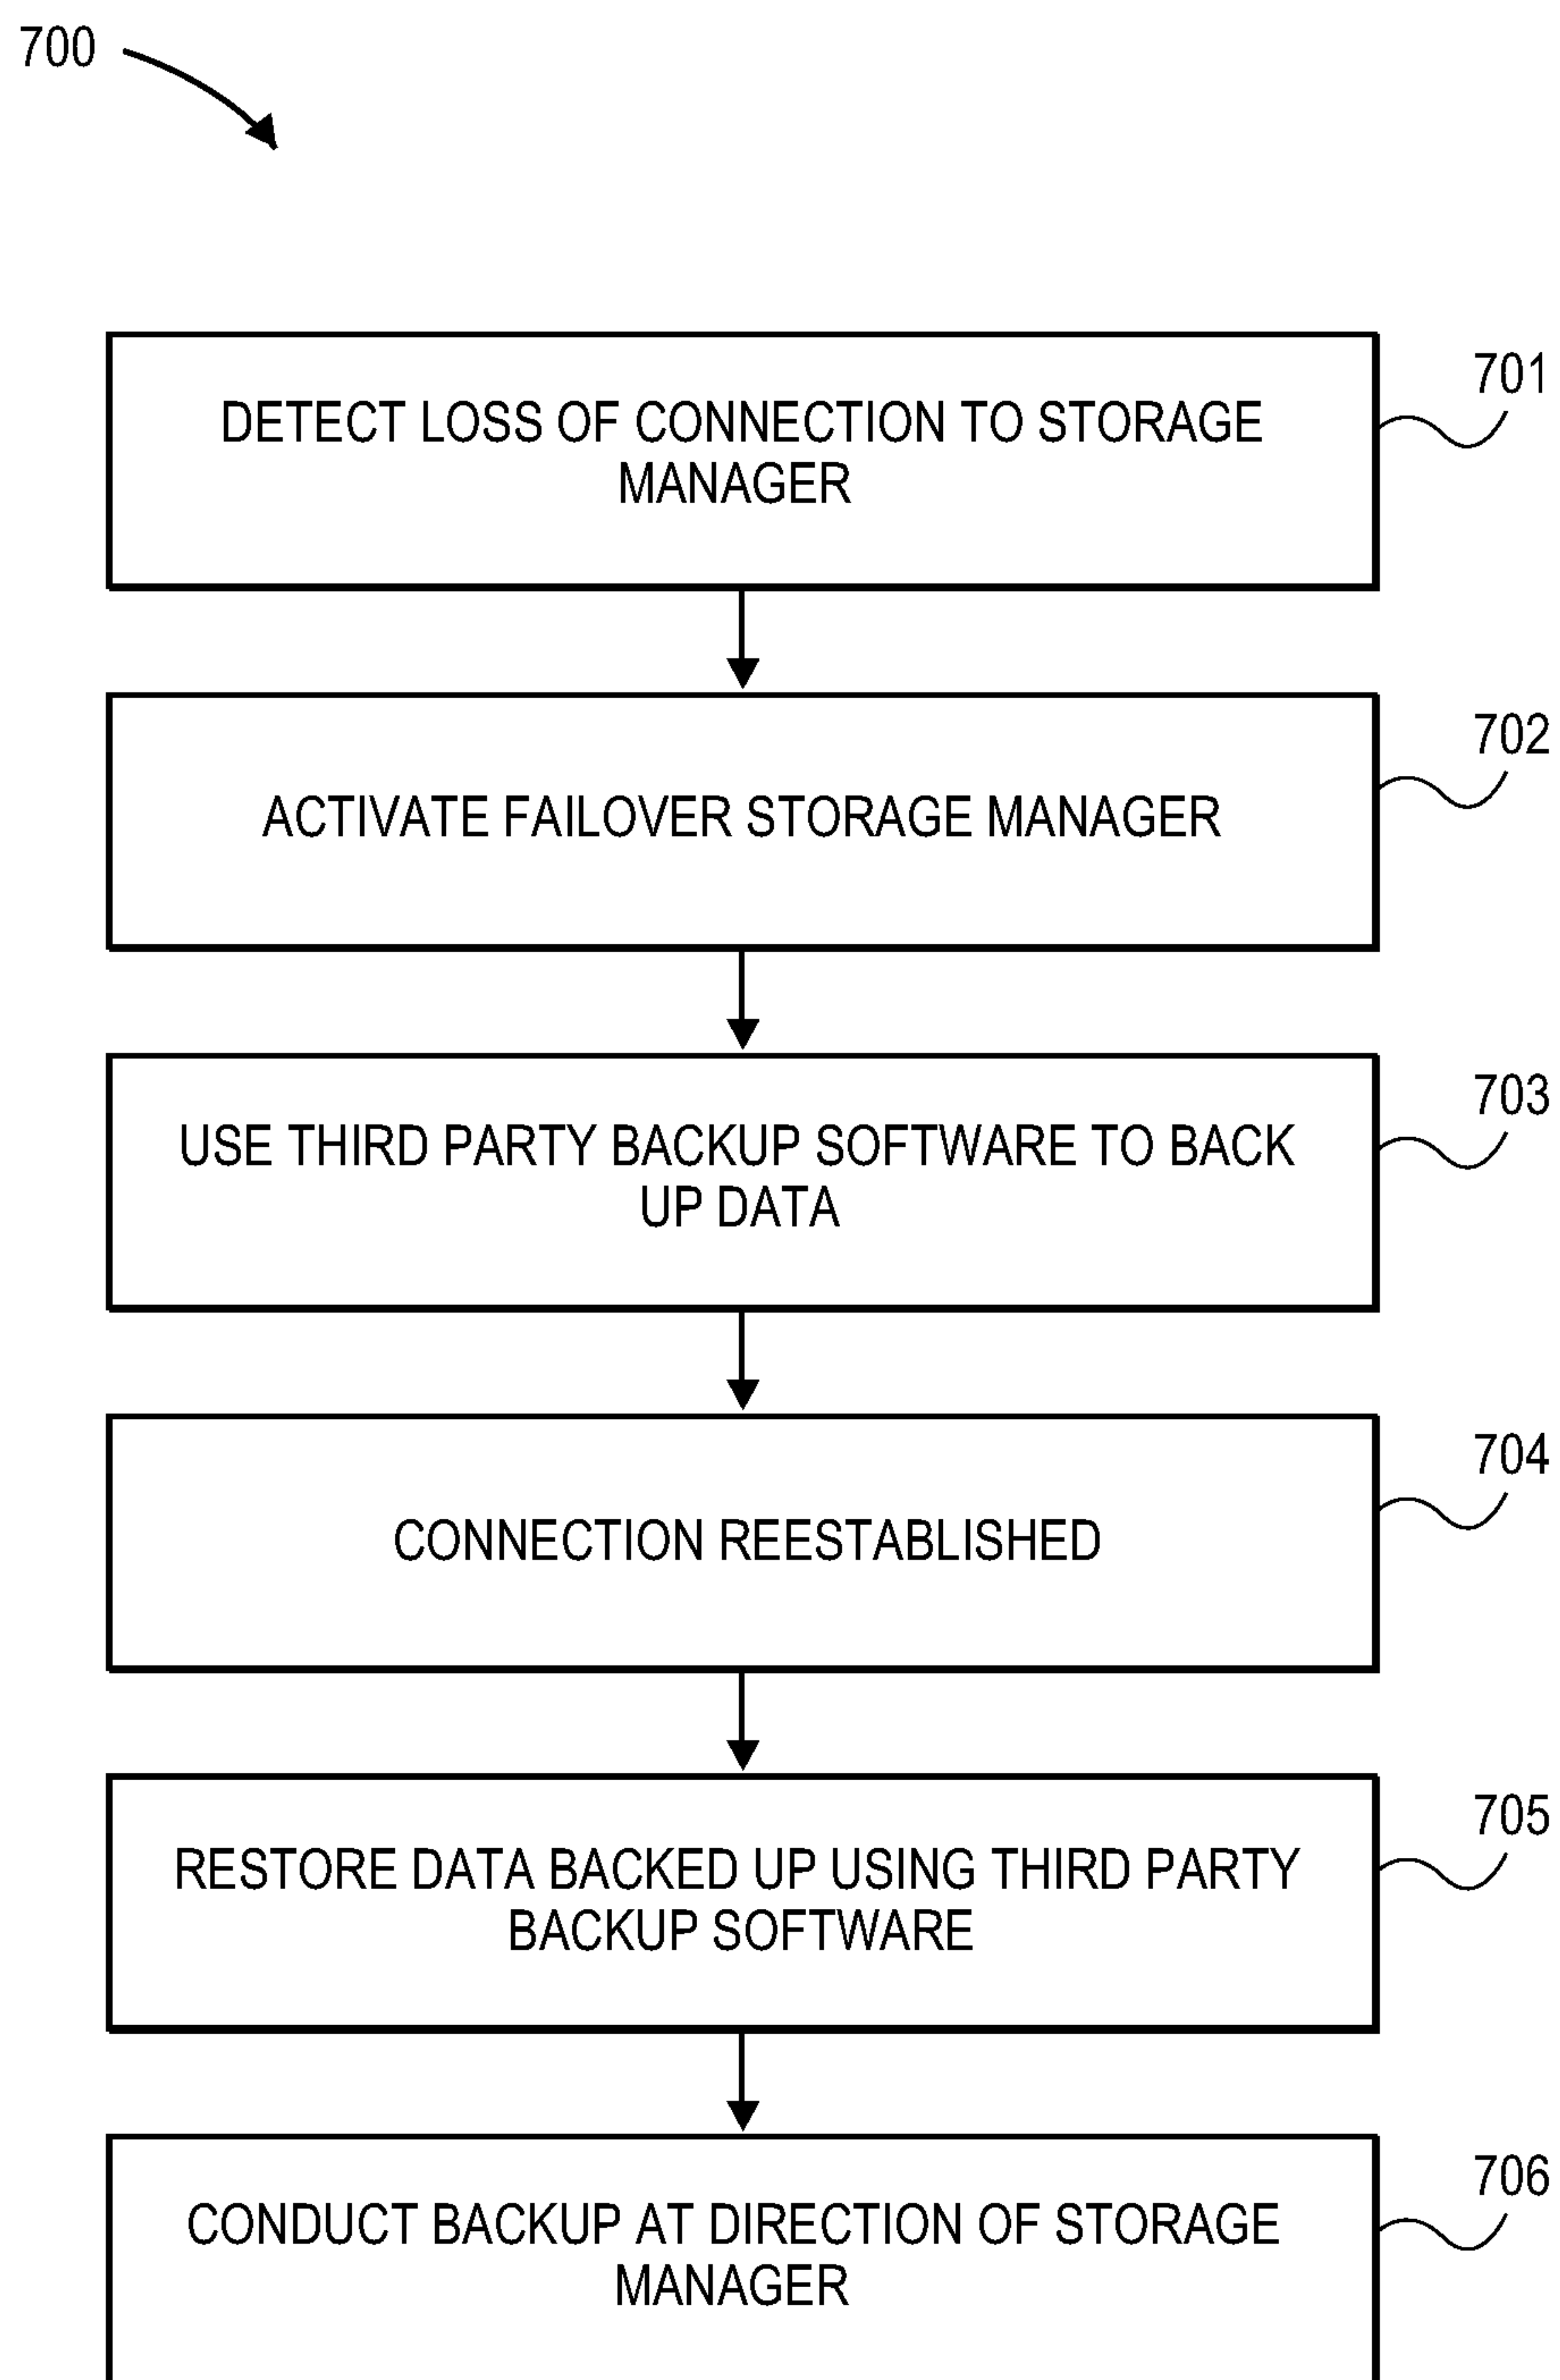 700
701
DETECT LOSS OF CONNECTION TO STORAGE
MANAGER
702
ACTIVATE FAILOVER STORAGE MANAGER
703
USE THIRD PARTY BACKUP SOFTWARE TO BACK
UP DATA
704
CONNECTION REESTABLISHED
705
RESTORE DATA BACKED UP USING THIRD PARTY
BACKUP SOFTWARE
706
CONDUCT BACKUP AT DIRECTION OF STORAGE
MANAGER